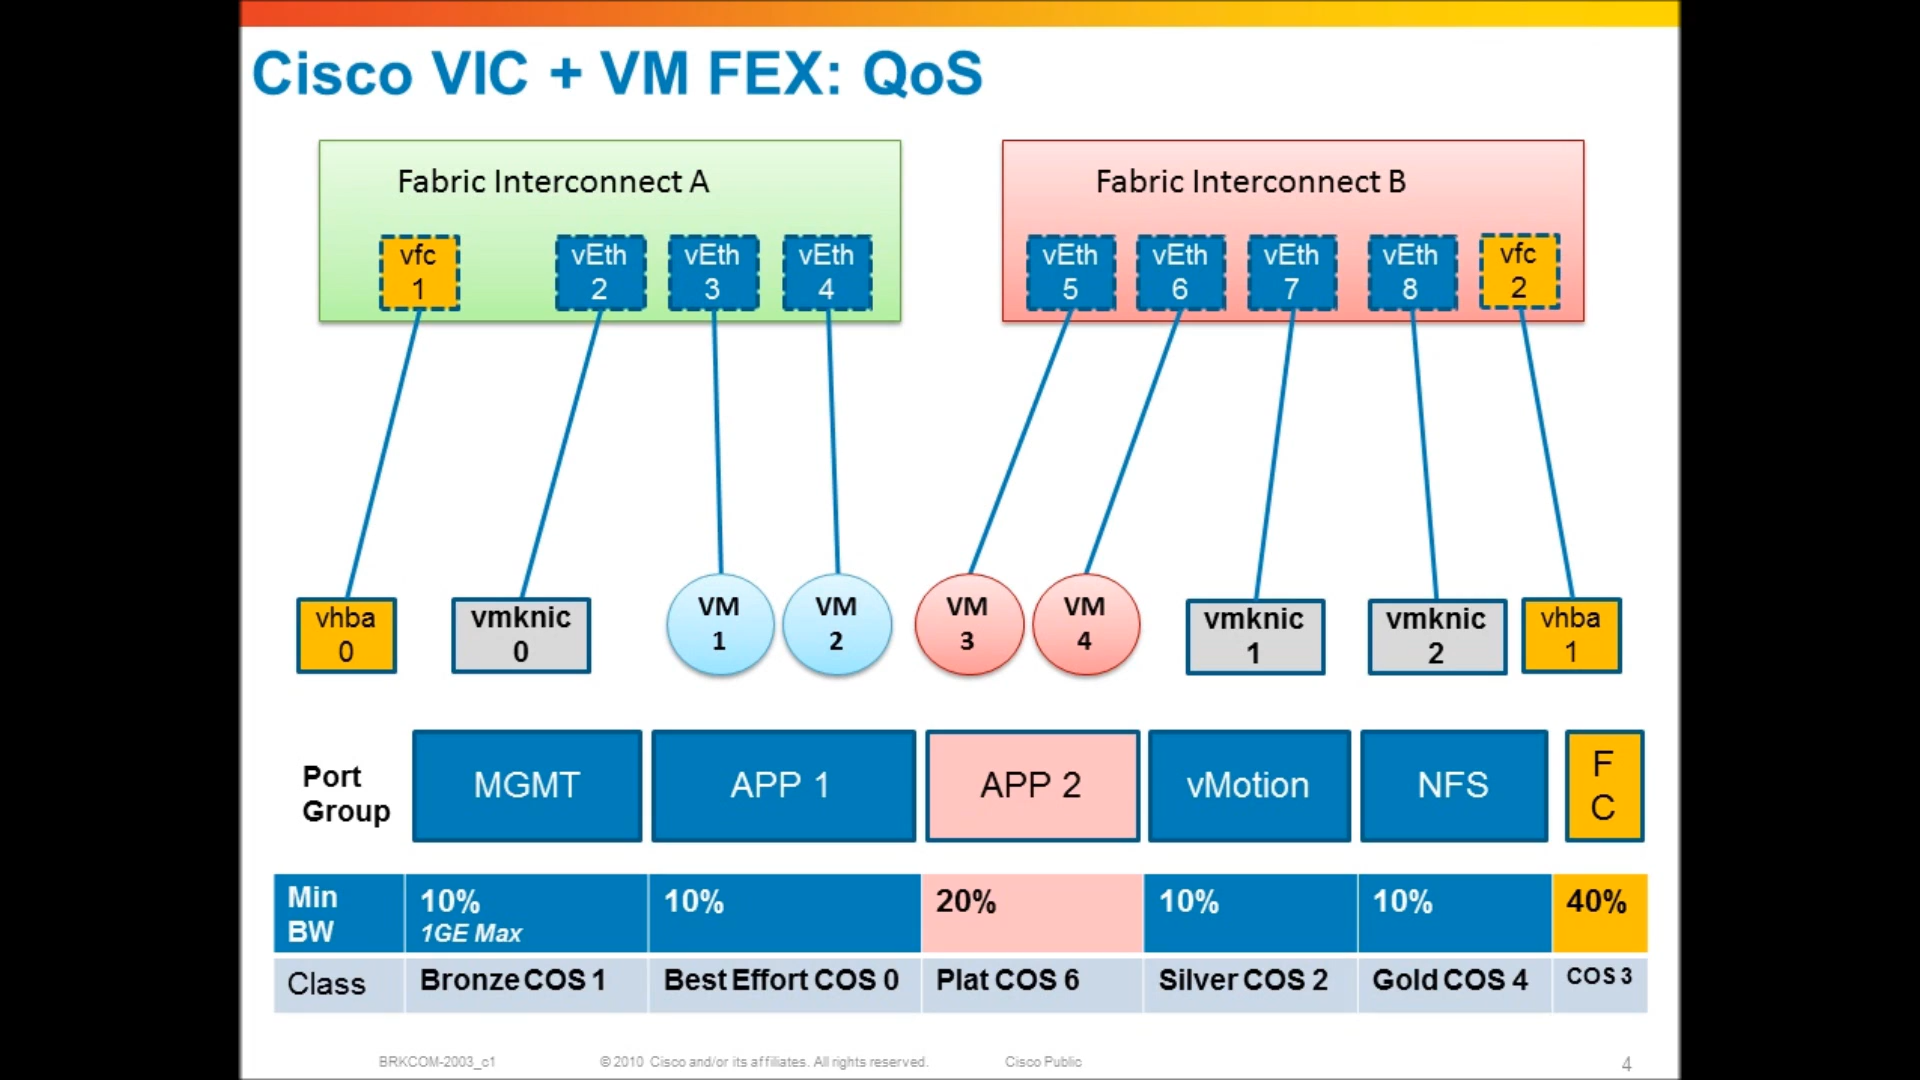 Cisco VIC + VM FEX: QoS
Fabric Interconnect A
Fabric Interconnect B
vfc
1
vEth
2
vEth
3
vEth
4
vEth
5
vEth
6
vEth
7
vEth
8
vfc
2
vhba
0
vmknic
0
VM
1
VM
2
VM
3
VM
4
vmknic
1
vmknic
2
vhba
1
Port
Group
MGMT
APP 1
APP 2
vMotion
NFS
F
C
Min
BW
10%
1GE Max
10%
20%
10%
10%
40%
Class
Bronze COS 1
Best Effort COS 0
Plat COS 6
Silver COS 2
Gold COS 4
COS 3
BRKCOM-2003_c1
© 2010 Cisco and/or its affiliates. All rights reserved.
Cisco Public
4